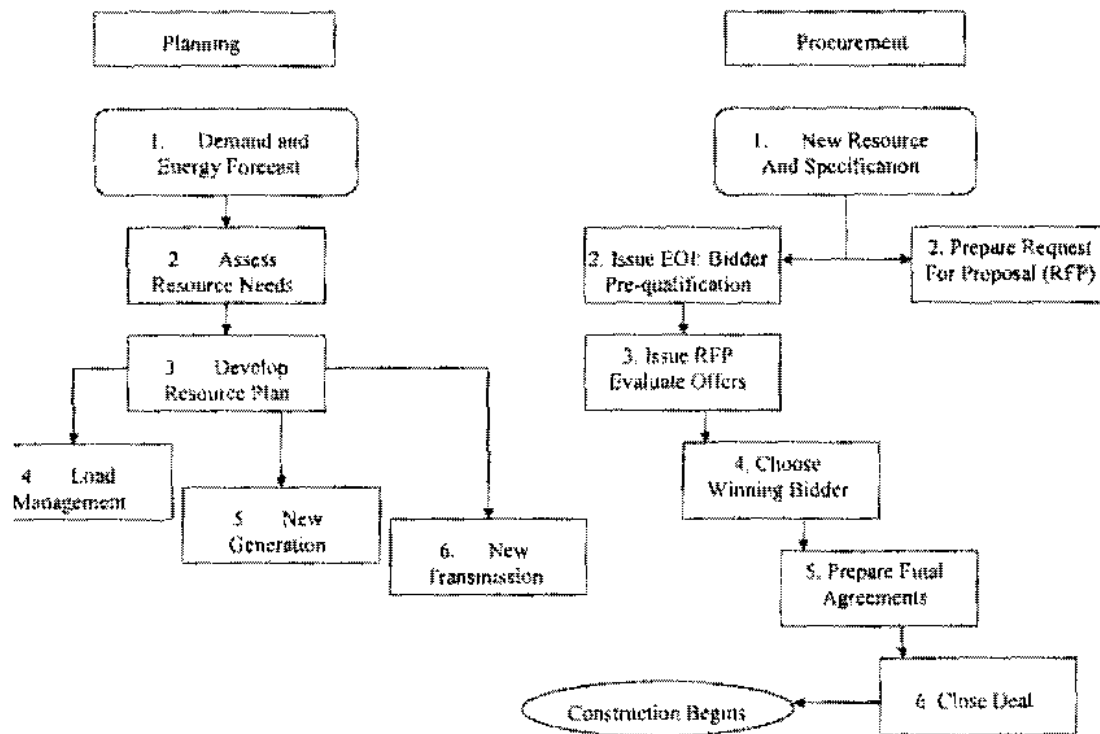 Planning
1. Demand and
Energy Forecast
2 Assess
Resource Needs
3 Develop
Resource Plan
4 Load
Management
5 New
Generation
6. New
Transmission
Procurement
1. New Resource
And Specification
2. Issue EOI: Bidder
Pre-qualification
2. Prepare Request
For Proposal (RFP)
3. Issue RFP
Evaluate Offers
4. Choose
Winning Bidder
5. Prepare Final
Agreements
6 Close Deal
Construction Begins